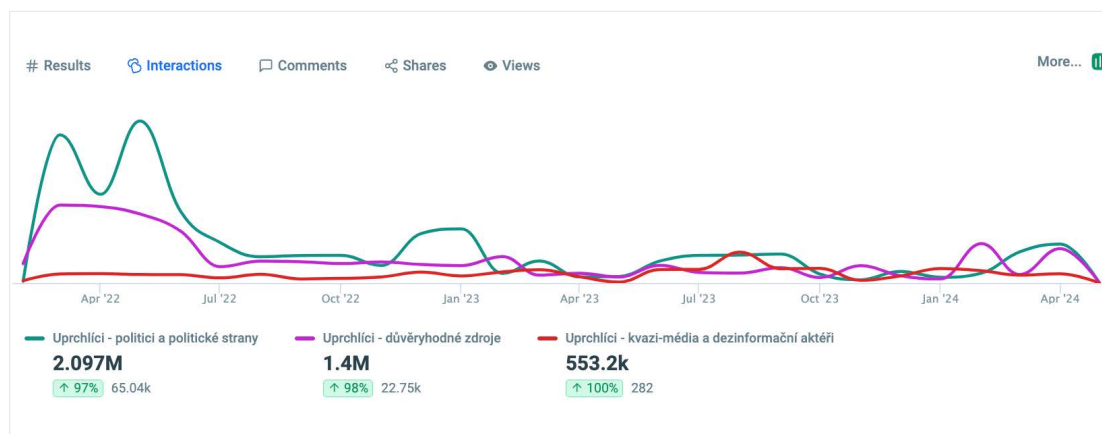 # Results Interactions Comments Shares Views More...
Apr '22 Jul '22 Oct '22 Jan '23 Apr '23 Jul '23 Oct '23 Jan '24 Apr '24
Uprchlíci - politici a politické strany Uprchlíci - důvěryhodné zdroje Uprchlíci - kvazi-média a dezinformační aktéři
2.097M 1.4M 553.2k
↑ 97% 65.04k ↑ 98% 22.75k ↑ 100% 282